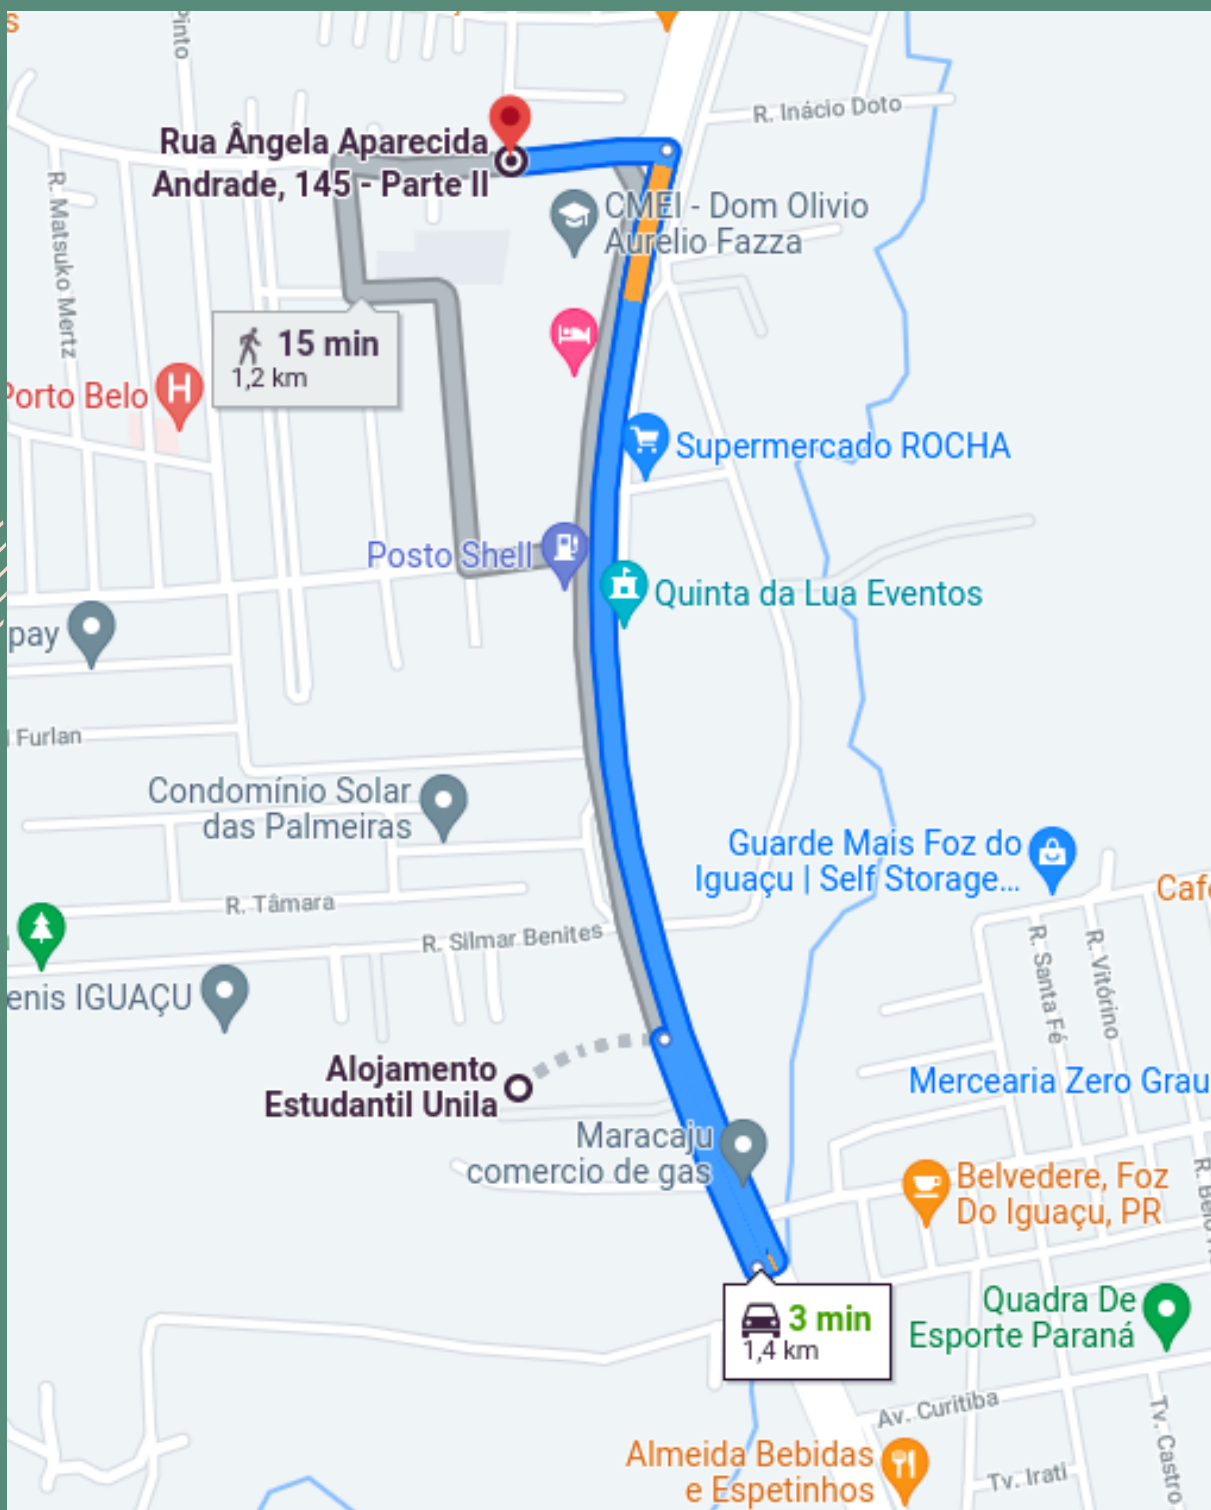 s
Pinto
R. Inácio Doto
Rua Ângela Aparecida
Andrade, 145 - Parte II
R. Matsuko Mertz
CMEI - Dom Olivio
Aurelio Fazza
15 min
1,2 km
Porto Belo
H
Supermercado ROCHA
Posto Shell
Quinta da Lua Eventos
pay
Furlan
Condomínio Solar
das Palmeiras
Guarde Mais Foz do
Iguaçu | Self Storage...
Café
R. Tâmara
R. Silmar Benites
R. Santa Fé
R. Vitórino
enis IGUAÇU
Alojamento
Estudantil Unila
Mercearia Zero Grau
Maracaju
comercio de gas
Belvedere, Foz
Do Iguaçu, PR
3 min
1,4 km
Quadra De
Esporte Paraná
Av. Curitiba
Tv. Castro
Almeida Bebidas
e Espetinhos
Tv. Irati